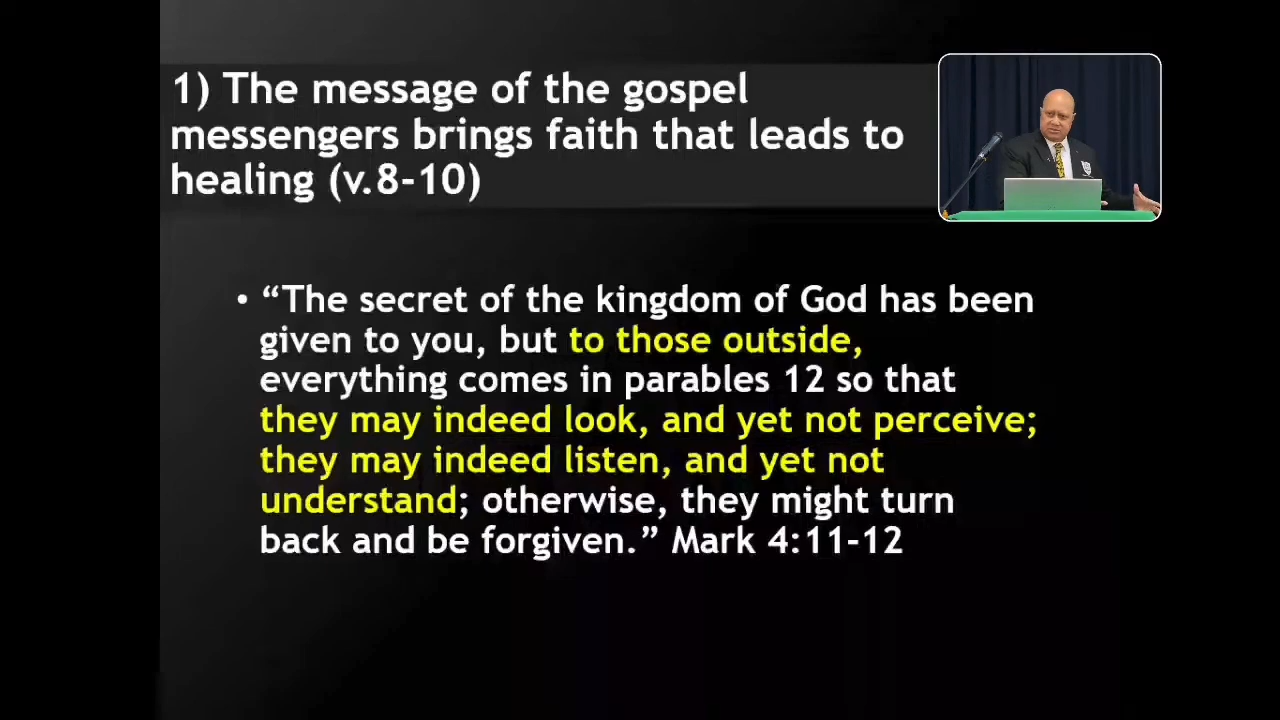 1) The message of the gospel
messengers brings faith that leads to
healing (v.8-10)
• “The secret of the kingdom of God has been
given to you, but to those outside,
everything comes in parables 12 so that
they may indeed look, and yet not perceive;
they may indeed listen, and yet not
understand; otherwise, they might turn
back and be forgiven.” Mark 4:11-12